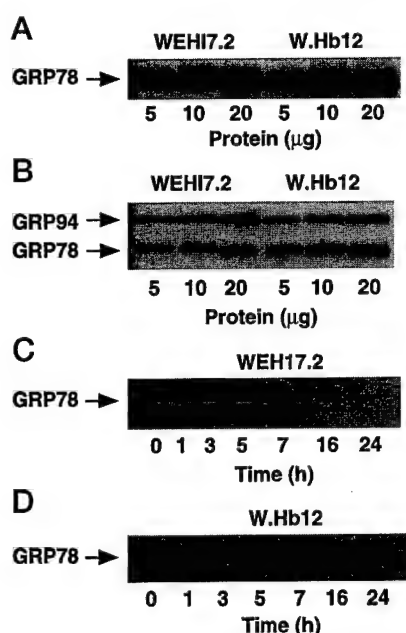 A
WEHI7.2 W.Hb12
GRP78
5 10 20 5 10 20
Protein (µg)
B
WEHI7.2 W.Hb12
GRP94
GRP78
5 10 20 5 10 20
Protein (µg)
C
WEH17.2
GRP78
0 1 3 5 7 16 24
Time (h)
D
W.Hb12
GRP78
0 1 3 5 7 16 24
Time (h)